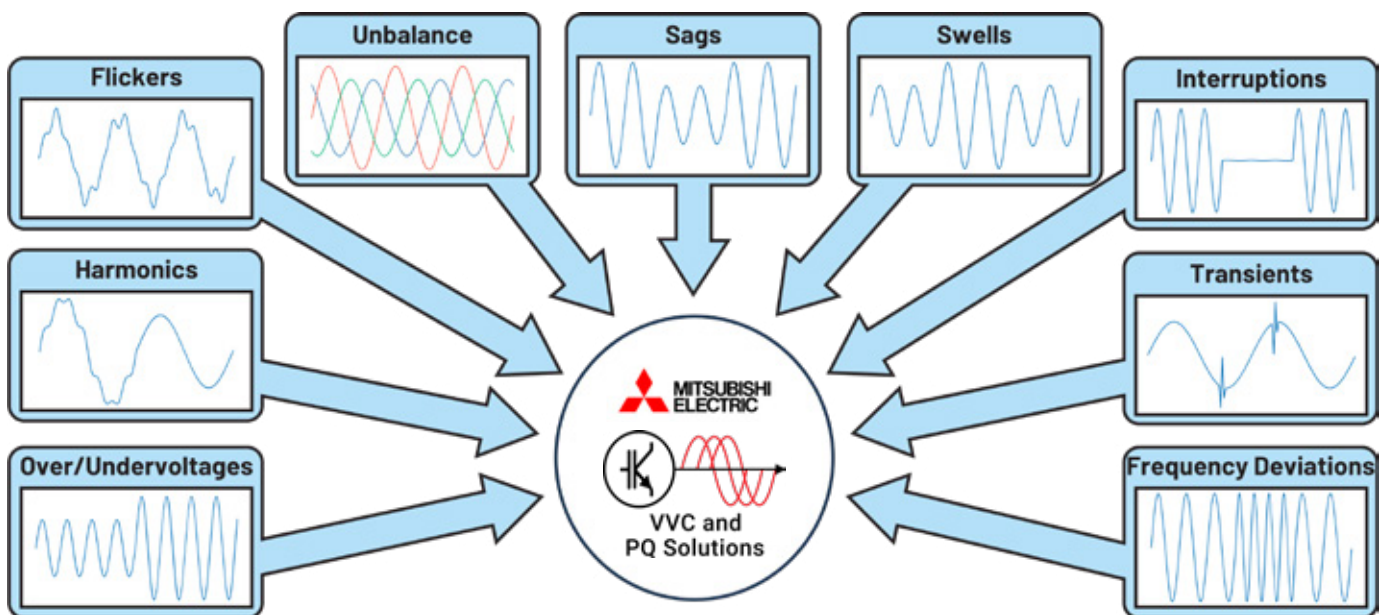 Flickers
Unbalance
Sags
Swells
Interruptions
Harmonics
Transients
Over/Undervoltages
Frequency Deviations
MITSUBISHI
ELECTRIC
VVC and
PQ Solutions